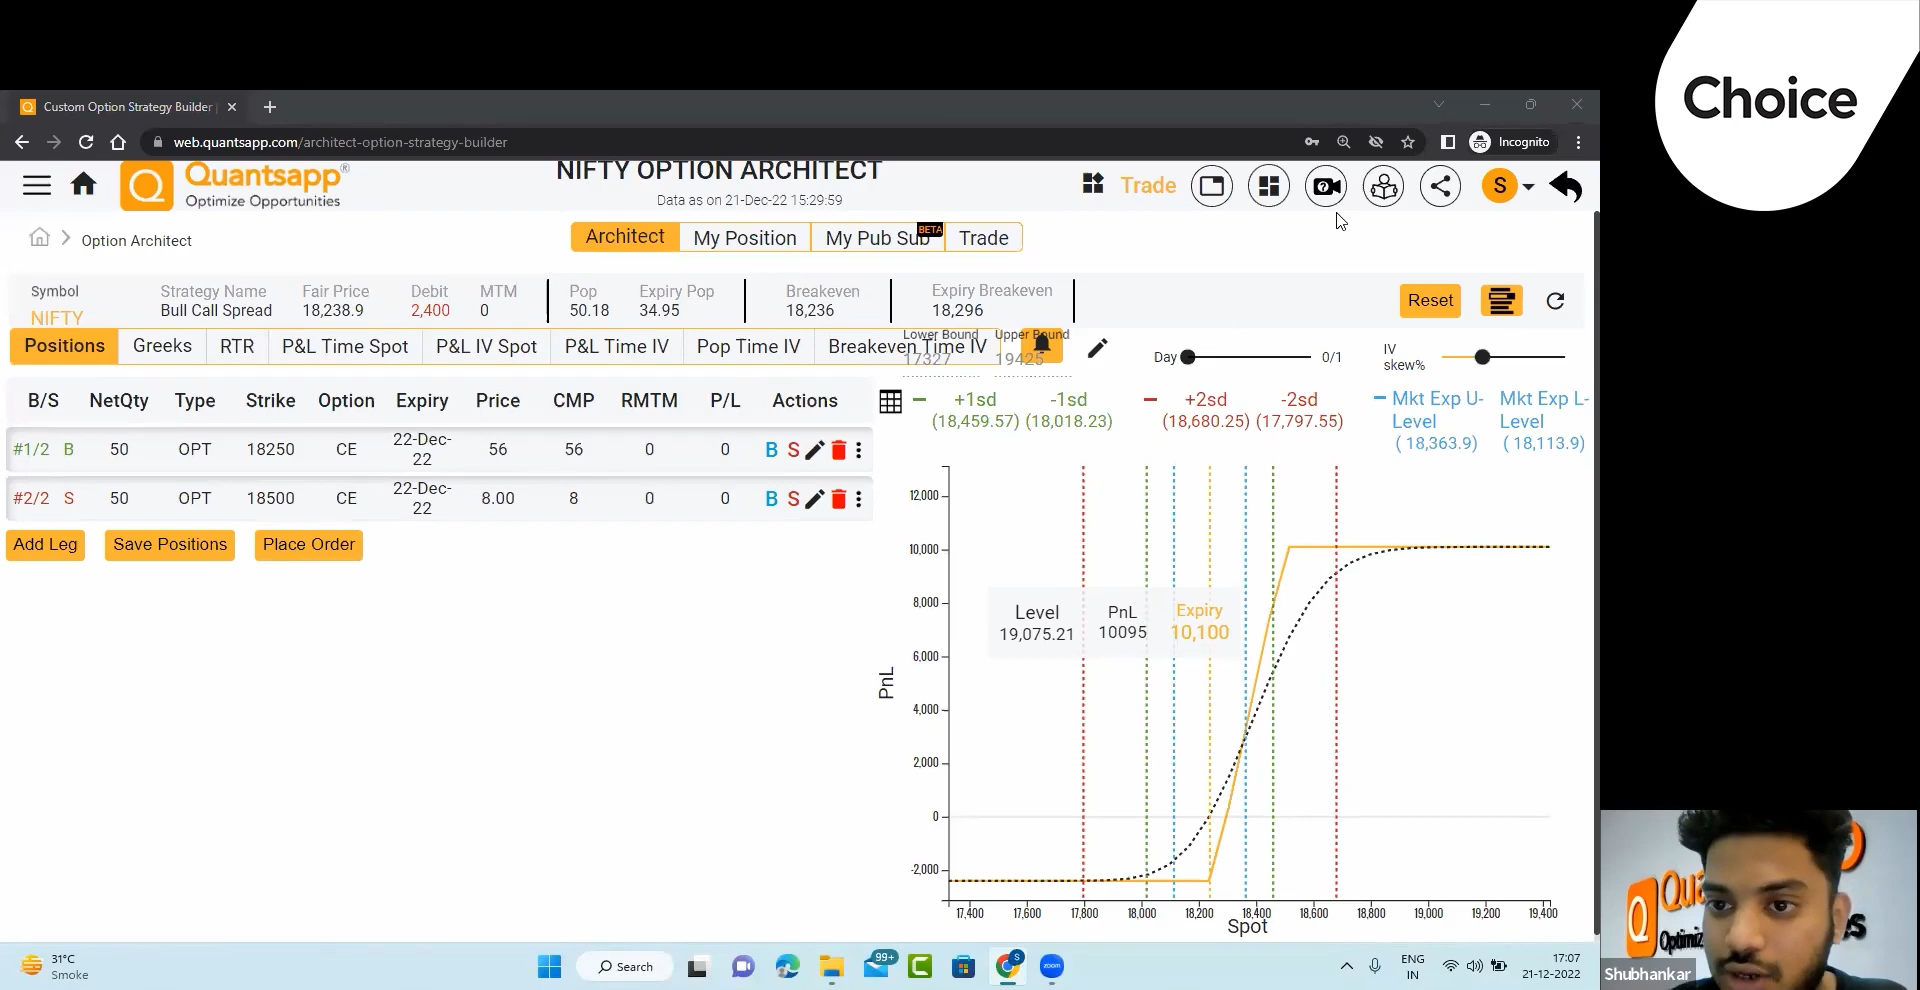 Choice
Custom Option Strategy Builder
web.quantsapp.com/architect-option-strategy-builder
Incognito
Quantsapp®
Optimize Opportunities
NIFTY OPTION ARCHITECT
Data as on 21-Dec-22 15:29:59
Trade
S
Option Architect
Architect My Position My Pub Sub BETA Trade
Symbol Strategy Name Fair Price Debit MTM Pop Expiry Pop Breakeven Expiry Breakeven
NIFTY Bull Call Spread 18,238.9 2,400 0 50.18 34.95 18,236 18,296
Reset
Positions Greeks RTR P&L Time Spot P&L IV Spot P&L Time IV Pop Time IV Breakeven Time IV
Lower Bound Upper Bound
17327 19425
Day 0/1
IV skew%
B/S NetQty Type Strike Option Expiry Price CMP RMTM P/L Actions
#1/2 B 50 OPT 18250 CE 22-Dec-22 56 56 0 0 B S
#2/2 S 50 OPT 18500 CE 22-Dec-22 8.00 8 0 0 B S
Add Leg Save Positions Place Order
+1sd -1sd +2sd -2sd Mkt Exp U-Level Mkt Exp L-Level
(18,459.57) (18,018.23) (18,680.25) (17,797.55) ( 18,363.9) ( 18,113.9)
12,000
10,000
8,000
6,000
4,000
2,000
0
-2,000
PnL
Level PnL Expiry
19,075.21 10095 10,100
17,400 17,600 17,800 18,000 18,200 18,400 18,600 18,800 19,000 19,200 19,400
Spot
Shubhankar
31°C
Smoke
Search
99+
S
zoom
ENG
IN
17:07
21-12-2022